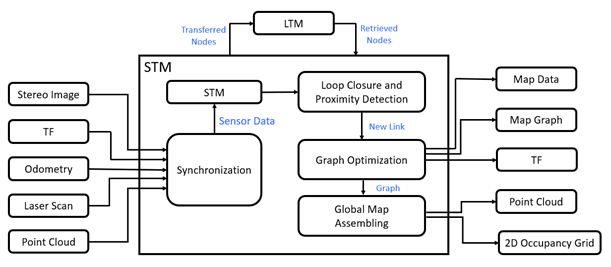 Transferred
Nodes
LTM
Retrieved
Nodes
STM
Stereo Image
TF
Odometry
Laser Scan
Point Cloud
STM
Sensor Data
Synchronization
Loop Closure and
Proximity Detection
New Link
Graph Optimization
Graph
Global Map
Assembling
Map Data
Map Graph
TF
Point Cloud
2D Occupancy Grid